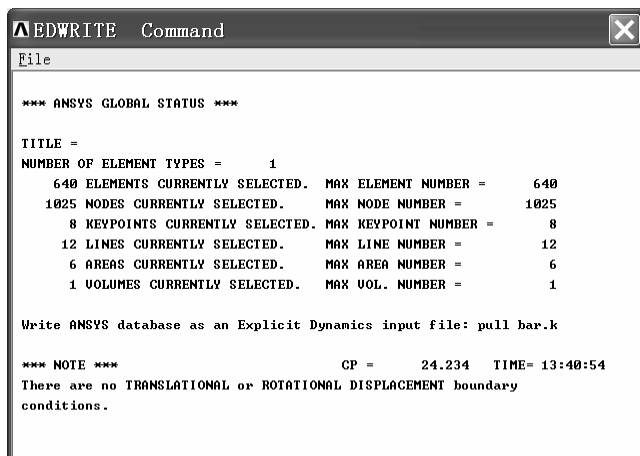 EDWRITE Command
File
*** ANSYS GLOBAL STATUS ***
TITLE =
NUMBER OF ELEMENT TYPES = 1
640 ELEMENTS CURRENTLY SELECTED. MAX ELEMENT NUMBER = 640
1025 NODES CURRENTLY SELECTED. MAX NODE NUMBER = 1025
8 KEYPOINTS CURRENTLY SELECTED. MAX KEYPOINT NUMBER = 8
12 LINES CURRENTLY SELECTED. MAX LINE NUMBER = 12
6 AREAS CURRENTLY SELECTED. MAX AREA NUMBER = 6
1 VOLUMES CURRENTLY SELECTED. MAX VOL. NUMBER = 1
Write ANSYS database as an Explicit Dynamics input file: pull bar.k
*** NOTE *** CP = 24.234 TIME= 13:40:54
There are no TRANSLATIONAL or ROTATIONAL DISPLACEMENT boundary
conditions.